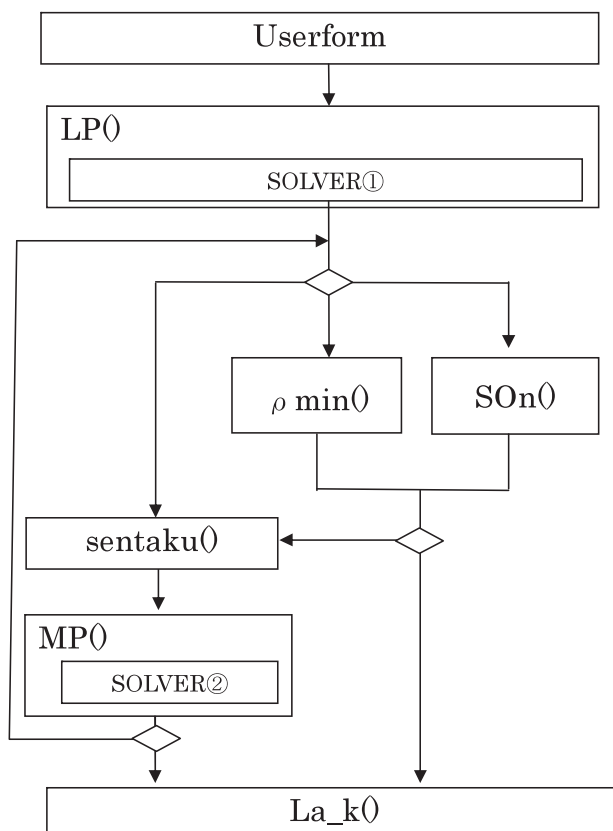 Userform
LP()
SOLVER①
ρ min()
SOn()
sentaku()
MP()
SOLVER②
La_k()